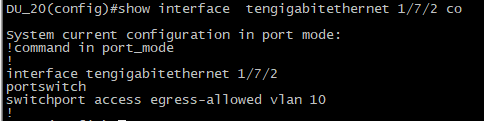 DU_20(config)#show interface  tengigabitethernet 1/7/2 co
System current configuration in port mode:
!command in port_mode
!
interface tengigabitethernet 1/7/2
portswitch
switchport access egress-allowed vlan 10
!